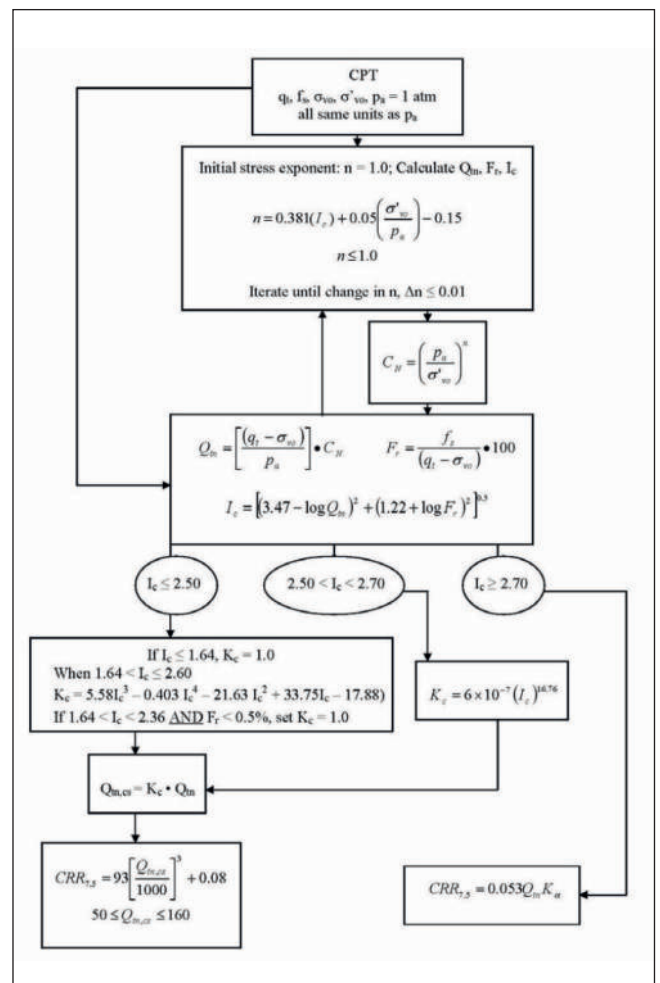 CPT
qt, fs, σvo, σ'vo, pa = 1 atm
all same units as pa
Initial stress exponent: n = 1.0; Calculate Qtn, Fr, Ic
n = 0.381(Ic) + 0.05(σ'vo / pa) − 0.15
n ≤ 1.0
Iterate until change in n, Δn ≤ 0.01
CN = (pa / σ'vo)^n
Qtn = [(qt − σvo) / pa] • CN
Fr = fs / (qt − σvo) • 100
Ic = [(3.47 − log Qtn)^2 + (1.22 + log Fr)^2]^0.5
Ic ≤ 2.50
2.50 < Ic < 2.70
Ic ≥ 2.70
If Ic ≤ 1.64, Kc = 1.0
When 1.64 < Ic ≤ 2.60
Kc = 5.58Ic^3 – 0.403 Ic^4 – 21.63 Ic^2 + 33.75Ic – 17.88)
If 1.64 < Ic < 2.36 AND Fr < 0.5%, set Kc = 1.0
Kc = 6×10^-7 (Ic)^16.76
Qtn,cs = Kc • Qtn
CRR7.5 = 93[Qtn,cs / 1000]^3 + 0.08
50 ≤ Qtn,cs ≤ 160
CRR7.5 = 0.053Qtn Kα